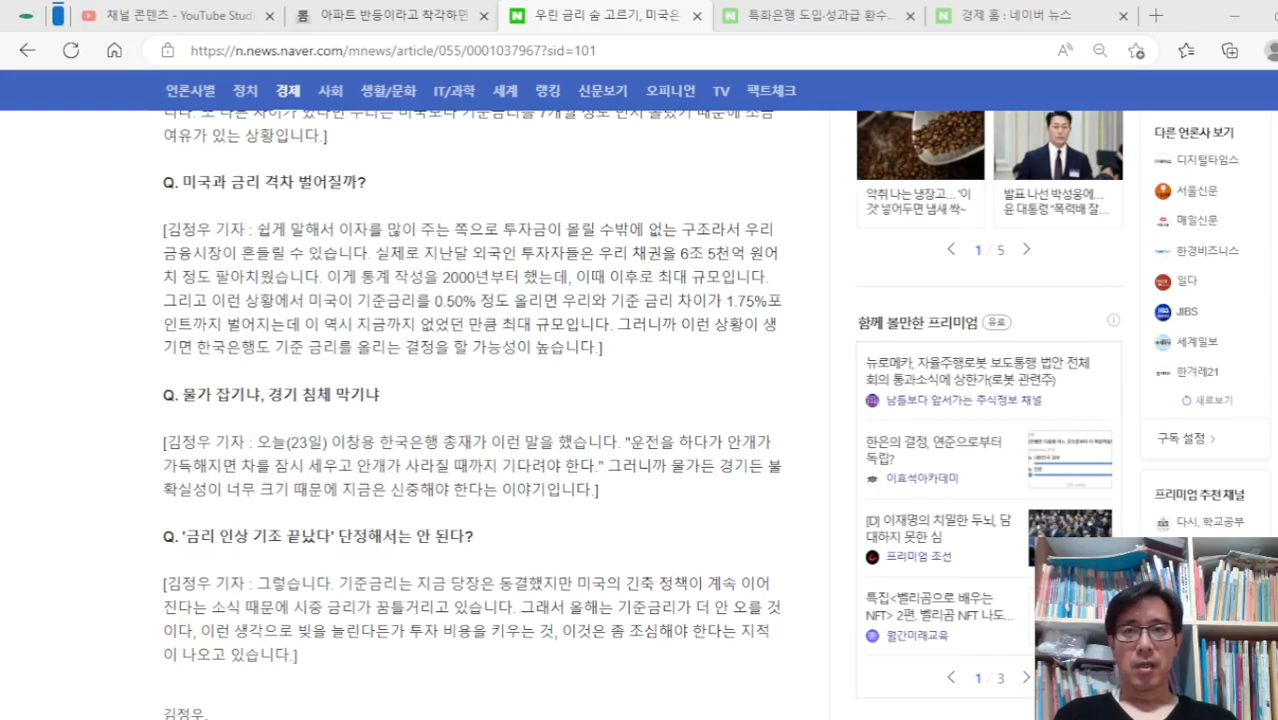 채널 콘텐츠 - YouTube Studi
아파트 반등이라고 착각하면
우린 금리 숨 고르기, 미국은
특화은행 도입·성과급 환수…
경제 홈 : 네이버 뉴스
https://n.news.naver.com/mnews/article/055/0001037967?sid=101
언론사별 정치 경제 사회 생활/문화 IT/과학 세계 랭킹 신문보기 오피니언 TV 팩트체크
여유가 있는 상황입니다.]
Q. 미국과 금리 격차 벌어질까?
[김정우 기자 : 쉽게 말해서 이자를 많이 주는 쪽으로 투자금이 몰릴 수밖에 없는 구조라서 우리
금융시장이 흔들릴 수 있습니다. 실제로 지난달 외국인 투자자들은 우리 채권을 6조 5천억 원어
치 정도 팔아치웠습니다. 이게 통계 작성을 2000년부터 했는데, 이때 이후로 최대 규모입니다.
그리고 이런 상황에서 미국이 기준금리를 0.50% 정도 올리면 우리와 기준 금리 차이가 1.75%포
인트까지 벌어지는데 이 역시 지금까지 없었던 만큼 최대 규모입니다. 그러니까 이런 상황이 생
기면 한국은행도 기준 금리를 올리는 결정을 할 가능성이 높습니다.]
Q. 물가 잡기냐, 경기 침체 막기냐
[김정우 기자 : 오늘(23일) 이창용 한국은행 총재가 이런 말을 했습니다. "운전을 하다가 안개가
가득해지면 차를 잠시 세우고 안개가 사라질 때까지 기다려야 한다." 그러니까 물가든 경기든 불
확실성이 너무 크기 때문에 지금은 신중해야 한다는 이야기입니다.]
Q. '금리 인상 기조 끝났다' 단정해서는 안 된다?
[김정우 기자 : 그렇습니다. 기준금리는 지금 당장은 동결했지만 미국의 긴축 정책이 계속 이어
진다는 소식 때문에 시중 금리가 꿈틀거리고 있습니다. 그래서 올해는 기준금리가 더 안 오를 것
이다, 이런 생각으로 빚을 늘린다든가 투자 비용을 키우는 것, 이것은 좀 조심해야 한다는 지적
이 나오고 있습니다.]
김정우,
악취 나는 냉장고… '이
것' 넣어두면 냄새 싹~
발표 나선 박성웅에…
윤 대통령 "폭력배 잘…
1 / 5
함께 볼만한 프리미엄 유료
뉴로메카, 자율주행로봇 보도통행 법안 전체
회의 통과소식에 상한가(로봇 관련주)
남들보다 앞서가는 주식정보 채널
한은의 결정, 연준으로부터
독립?
이효석아카데미
[D] 이재명의 치밀한 두뇌, 담
대하지 못한 심
프리미엄 조선
특집<벨리곰으로 배우는
NFT> 2편. 벨리곰 NFT 나도…
월간미래교육
1 / 3
다른 언론사 보기
디지털타임스
서울신문
매일신문
한경비즈니스
일다
JIBS
세계일보
한겨레21
새로보기
구독 설정
프리미엄 추천 채널
다시, 학교공부